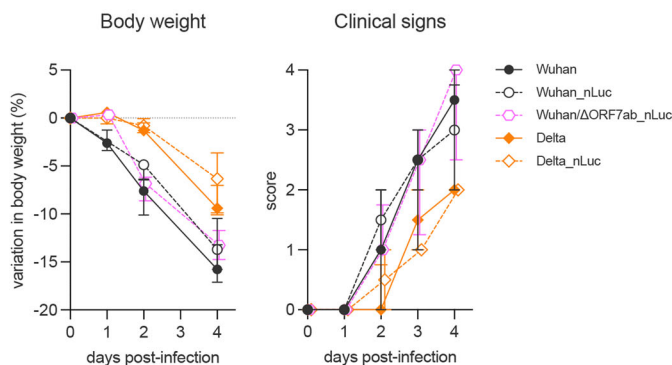 Body weight
Clinical signs
variation in body weight (%)
5
0
-5
-10
-15
-20
0
1
2
3
4
days post-infection
score
4
3
2
1
0
0
1
2
3
4
days post-infection
Wuhan
Wuhan_nLuc
Wuhan/ΔORF7ab_nLuc
Delta
Delta_nLuc